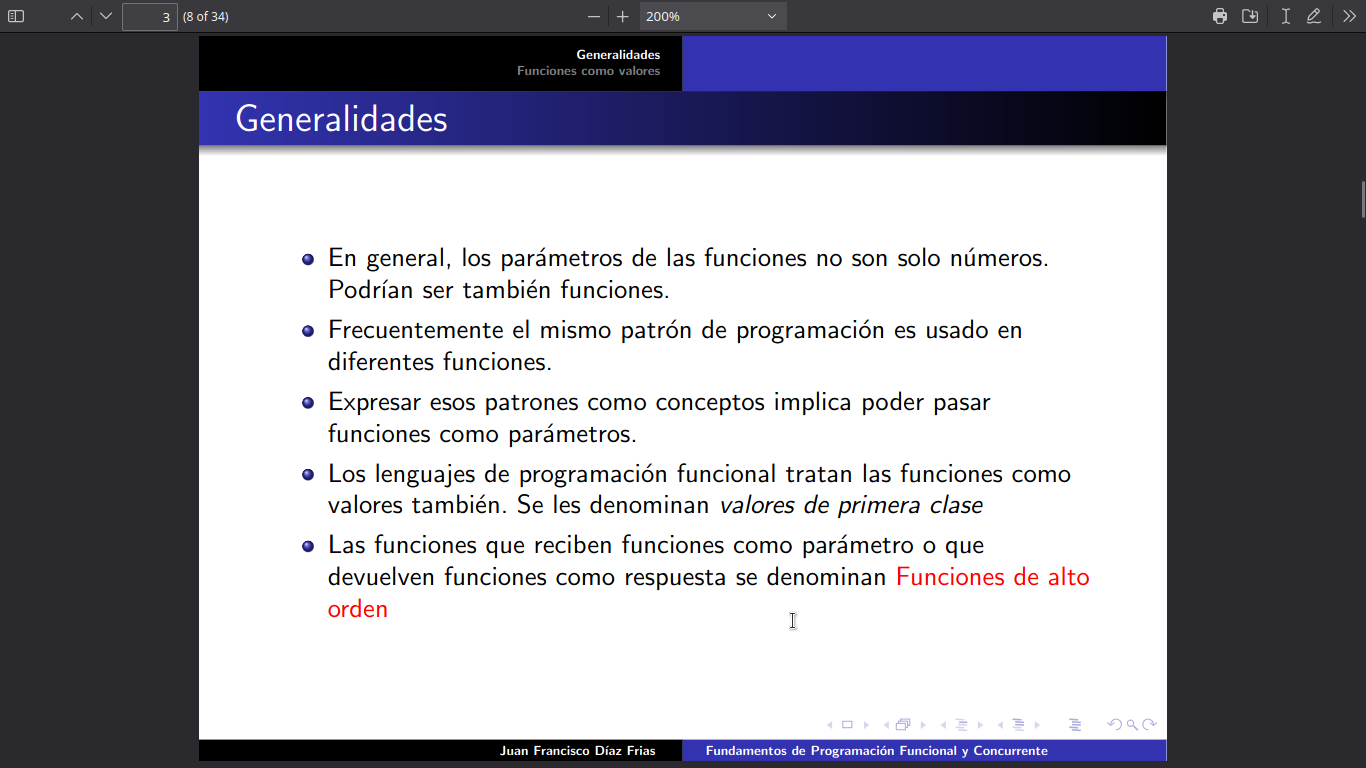 3 (8 of 34)
200%
Generalidades
Funciones como valores
Generalidades
En general, los parámetros de las funciones no son solo números.
Podrían ser también funciones.
Frecuentemente el mismo patrón de programación es usado en
diferentes funciones.
Expresar esos patrones como conceptos implica poder pasar
funciones como parámetros.
Los lenguajes de programación funcional tratan las funciones como
valores también. Se les denominan valores de primera clase
Las funciones que reciben funciones como parámetro o que
devuelven funciones como respuesta se denominan Funciones de alto
orden
Juan Francisco Díaz Frias
Fundamentos de Programación Funcional y Concurrente